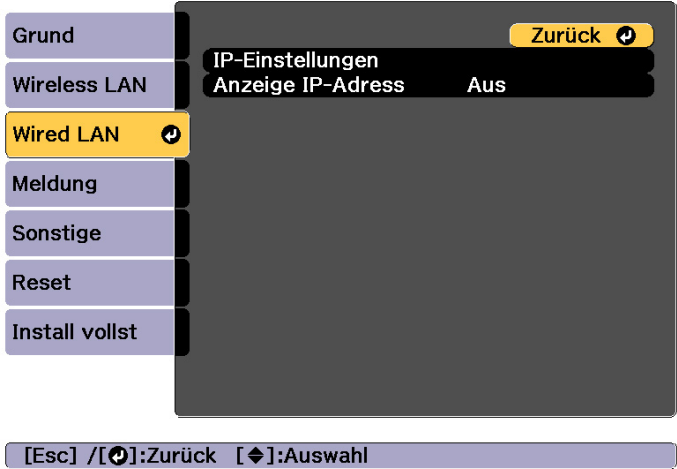 Grund
Wireless LAN
Wired LAN
Meldung
Sonstige
Reset
Install vollst
Zurück
IP-Einstellungen
Anzeige IP-Adress Aus
[Esc] /[⏎]:Zurück [◆]:Auswahl